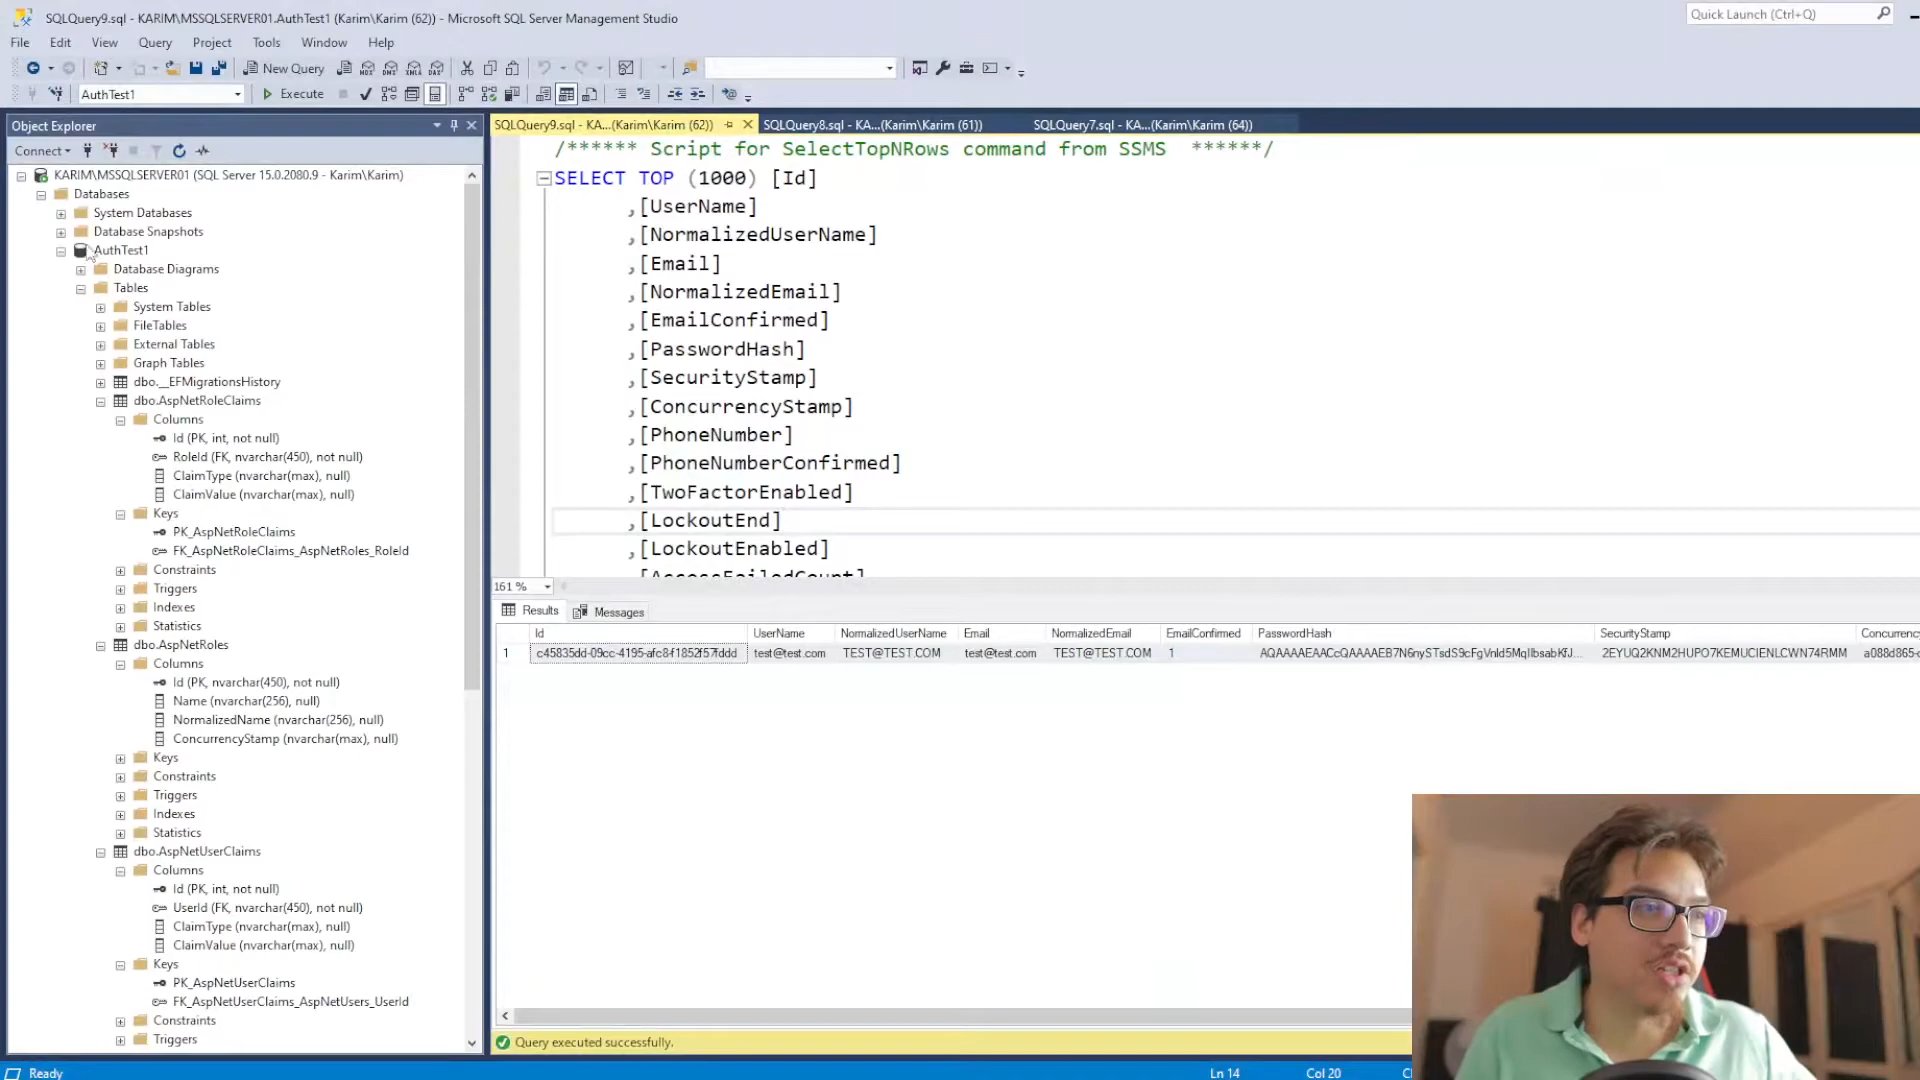 SQLQuery9.sql - KARIM\MSSQLSERVER01.AuthTest1 (Karim\Karim (62)) - Microsoft SQL Server Management Studio
Quick Launch (Ctrl+Q)
File Edit View Query Project Tools Window Help
New Query
AuthTest1
Execute
Object Explorer
Connect
KARIM\MSSQLSERVER01 (SQL Server 15.0.2080.9 - Karim\Karim)
Databases
System Databases
Database Snapshots
AuthTest1
Database Diagrams
Tables
System Tables
FileTables
External Tables
Graph Tables
dbo.__EFMigrationsHistory
dbo.AspNetRoleClaims
Columns
Id (PK, int, not null)
RoleId (FK, nvarchar(450), not null)
ClaimType (nvarchar(max), null)
ClaimValue (nvarchar(max), null)
Keys
PK_AspNetRoleClaims
FK_AspNetRoleClaims_AspNetRoles_RoleId
Constraints
Triggers
Indexes
Statistics
dbo.AspNetRoles
Columns
Id (PK, nvarchar(450), not null)
Name (nvarchar(256), null)
NormalizedName (nvarchar(256), null)
ConcurrencyStamp (nvarchar(max), null)
Keys
Constraints
Triggers
Indexes
Statistics
dbo.AspNetUserClaims
Columns
Id (PK, int, not null)
UserId (FK, nvarchar(450), not null)
ClaimType (nvarchar(max), null)
ClaimValue (nvarchar(max), null)
Keys
PK_AspNetUserClaims
FK_AspNetUserClaims_AspNetUsers_UserId
Constraints
Triggers
SQLQuery9.sql - KA...(Karim\Karim (62)) SQLQuery8.sql - KA...(Karim\Karim (61)) SQLQuery7.sql - KA...(Karim\Karim (64))
/****** Script for SelectTopNRows command from SSMS ******/
SELECT TOP (1000) [Id]
,[UserName]
,[NormalizedUserName]
,[Email]
,[NormalizedEmail]
,[EmailConfirmed]
,[PasswordHash]
,[SecurityStamp]
,[ConcurrencyStamp]
,[PhoneNumber]
,[PhoneNumberConfirmed]
,[TwoFactorEnabled]
,[LockoutEnd]
,[LockoutEnabled]
,[AccessFailedCount]
161 %
Results Messages
Id UserName NormalizedUserName Email NormalizedEmail EmailConfirmed PasswordHash SecurityStamp Concurrency
1 c45835dd-09cc-4195-afc8-f1852f57fddd test@test.com TEST@TEST.COM test@test.com TEST@TEST.COM 1 2EYUQ2KNM2HUPO7KEMUCIENLCWN74RMM a088d865-
Query executed successfully.
Ready Ln 14 Col 20